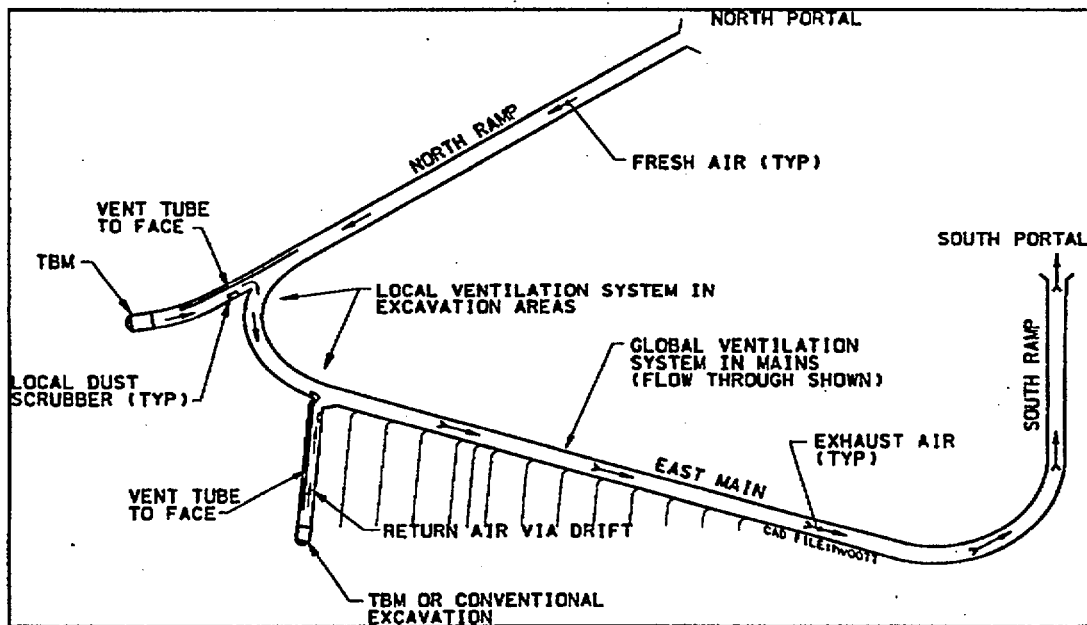 NORTH PORTAL
NORTH RAMP
FRESH AIR (TYP)
VENT TUBE
TO FACE
TBM
SOUTH PORTAL
LOCAL VENTILATION SYSTEM IN
EXCAVATION AREAS
GLOBAL VENTILATION
SYSTEM IN MAINS
(FLOW THROUGH SHOWN)
SOUTH RAMP
LOCAL DUST
SCRUBBER (TYP)
EXHAUST AIR
(TYP)
EAST MAIN
VENT TUBE
TO FACE
RETURN AIR VIA DRIFT
CAD FILE:
TBM OR CONVENTIONAL
EXCAVATION